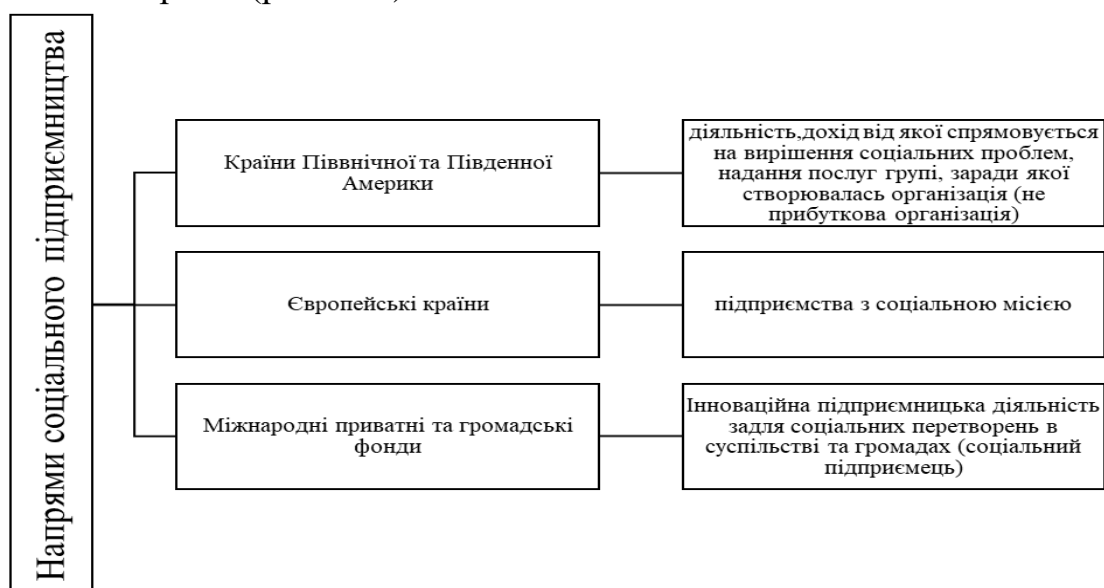 Напрями соціального підприємництва
Країни Піввнічної та Південної
Америки
діяльність,дохід від якої спрямовується
на вирішення соціальних проблем,
надання послуг групі, заради якої
створювалась організація (не
прибуткова організація)
Європейські країни
підприємства з соціальною місією
Міжнародні приватні та громадські
фонди
Інноваційна підприємницька діяльність
задля соціальних перетворень в
суспільстві та громадах (соціальний
підприємець)